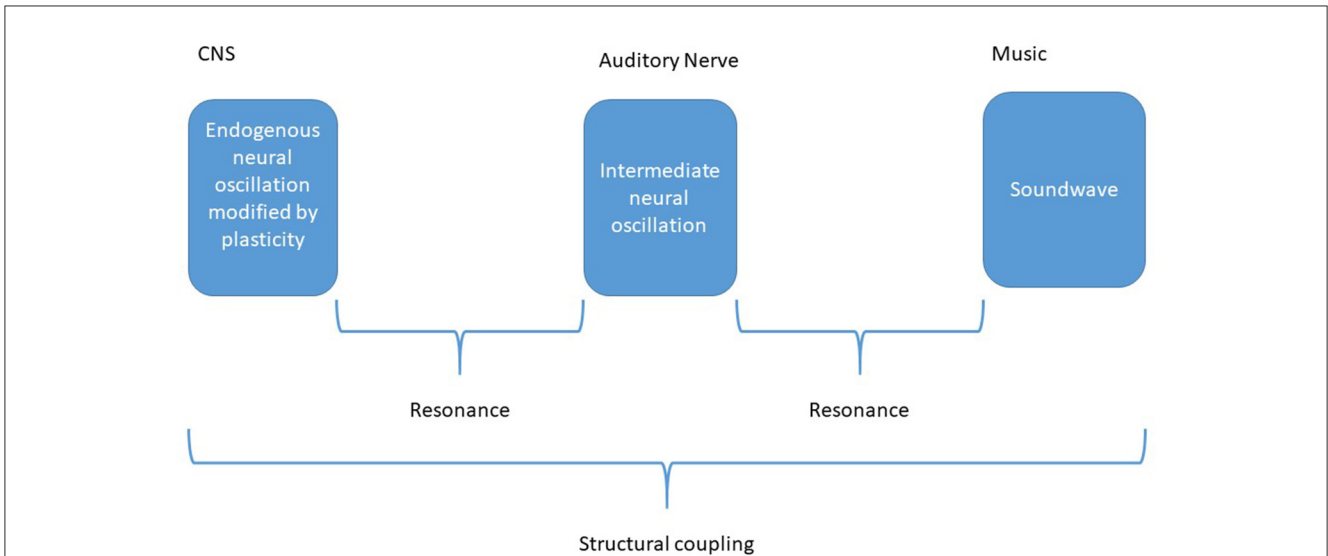 CNS
Auditory Nerve
Music
Endogenous
neural
oscillation
modified by
plasticity
Intermediate
neural
oscillation
Soundwave
Resonance
Resonance
Structural coupling